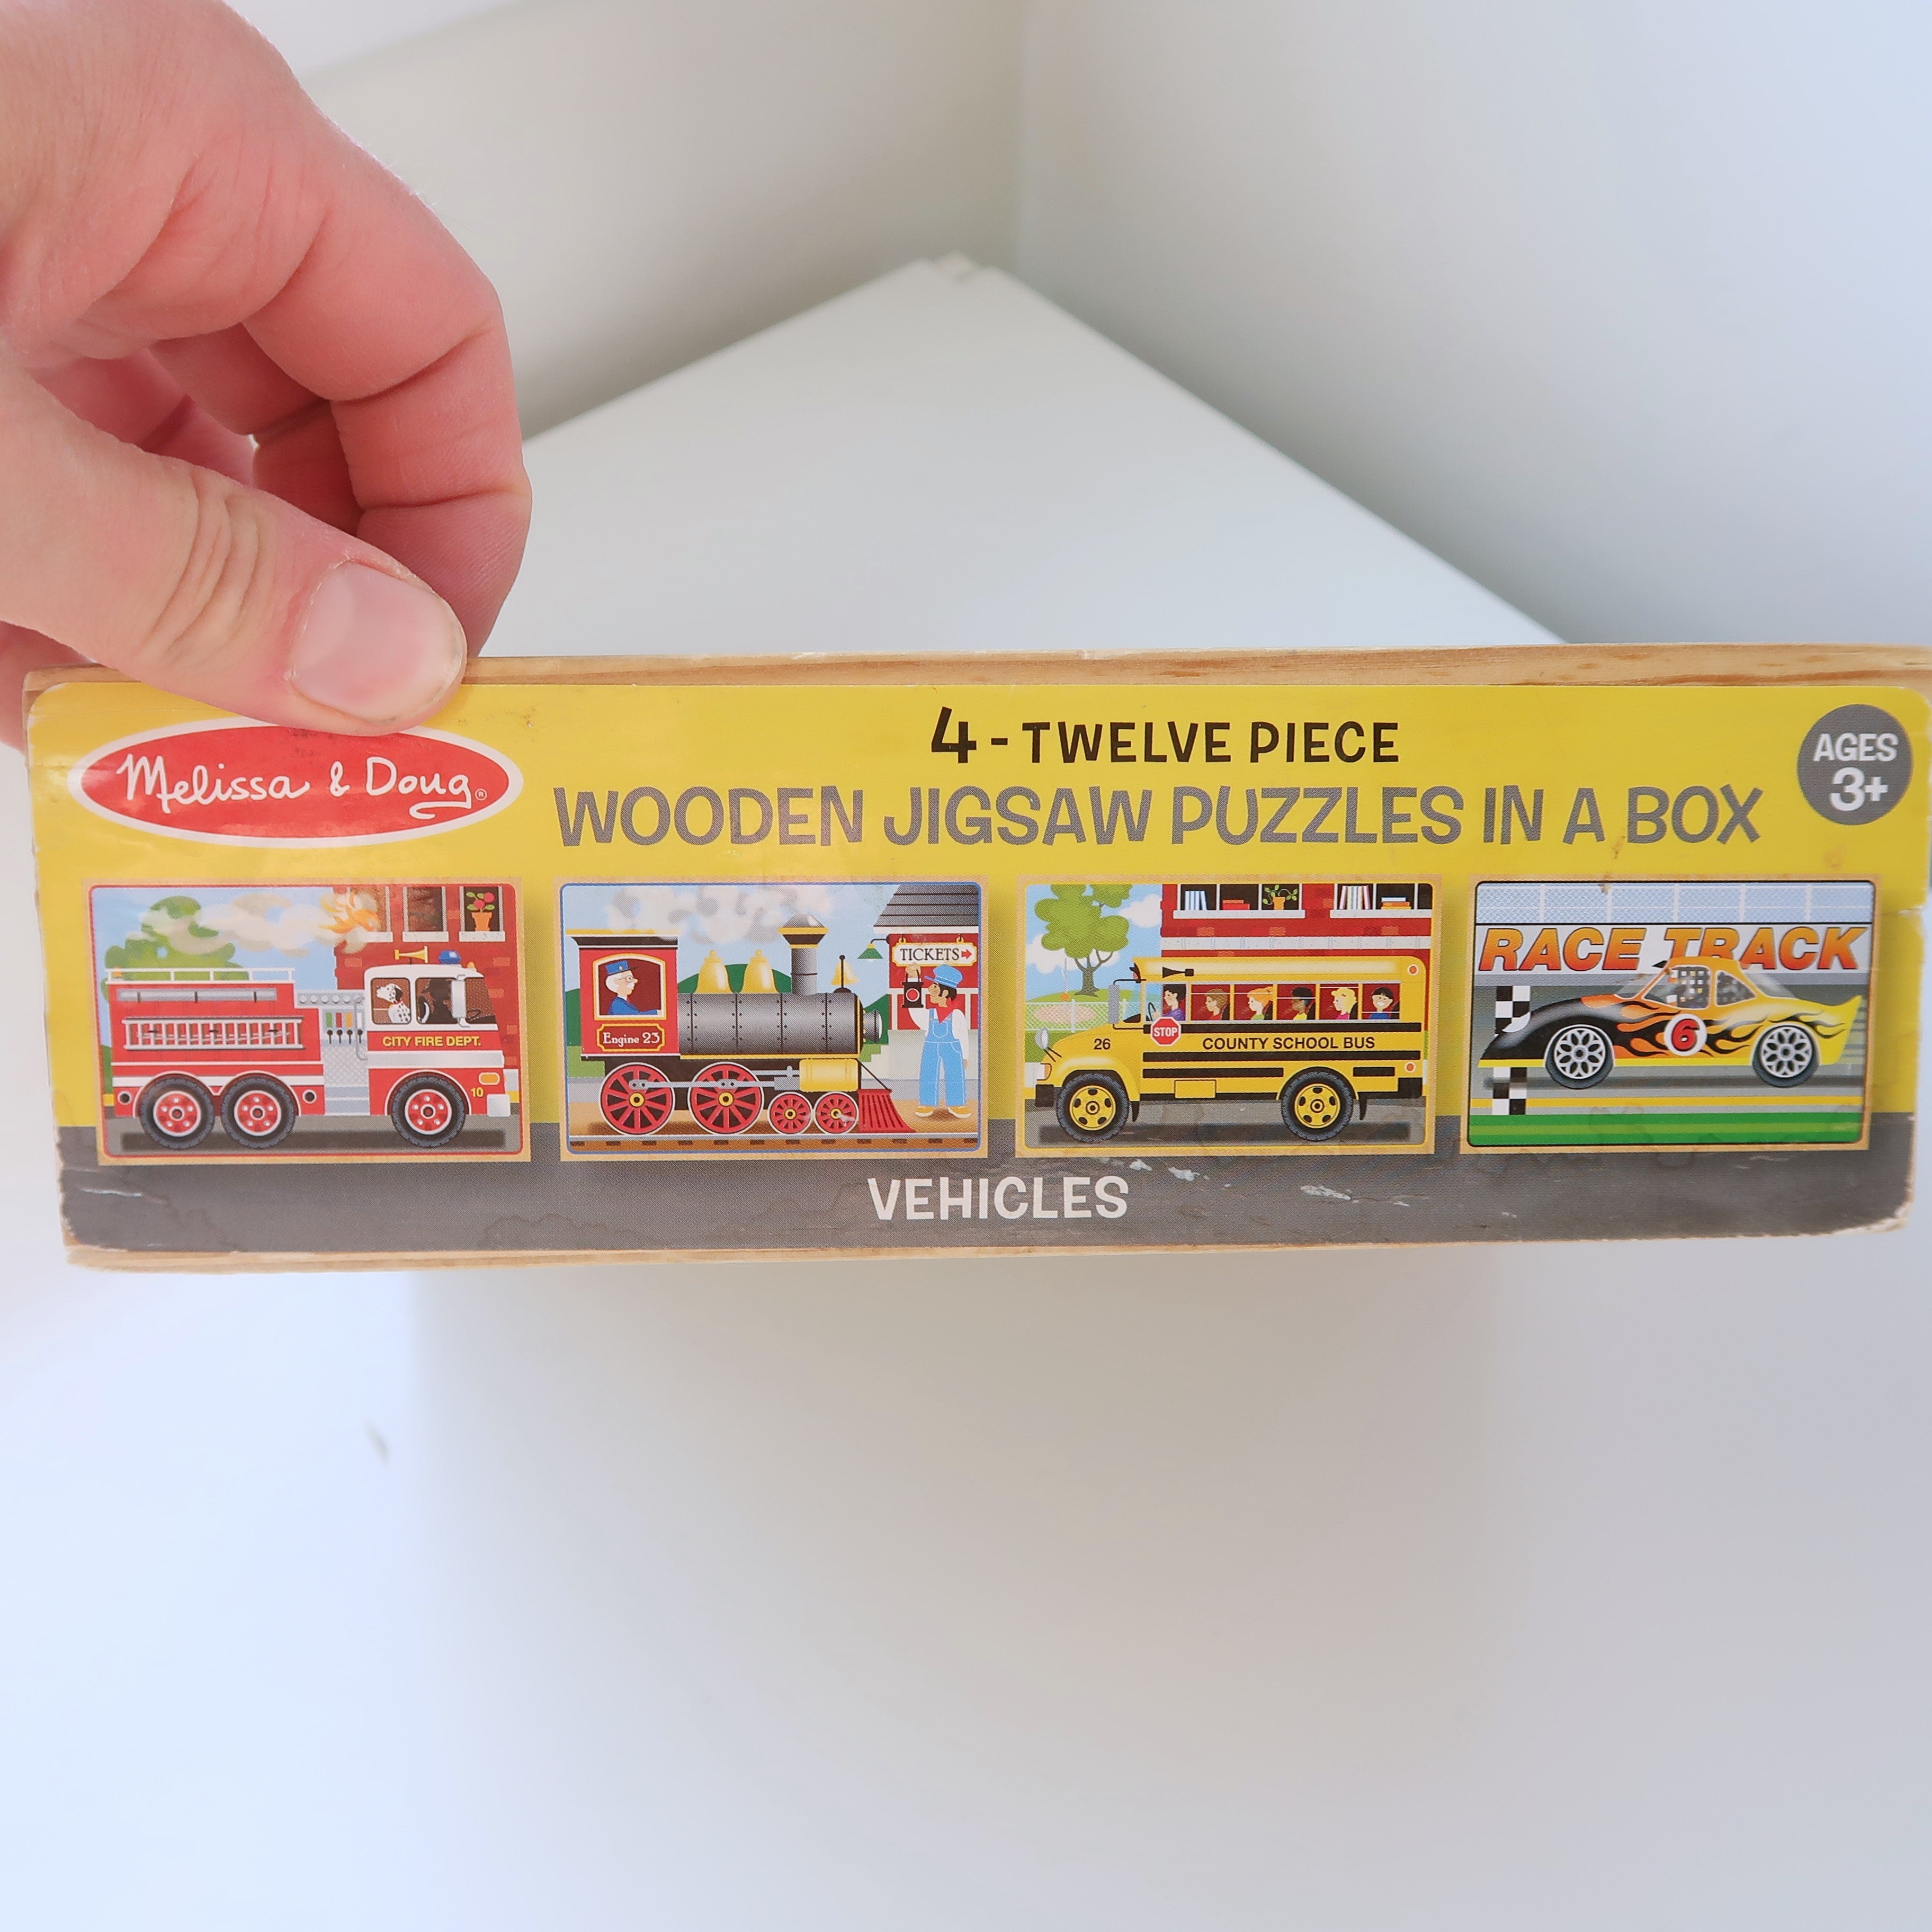 Melissa & Doug®
4 - TWELVE PIECE
WOODEN JIGSAW PUZZLES IN A BOX
AGES
3+
CITY FIRE DEPT.
10
TICKETS
Engine 23
STOP
26
COUNTY SCHOOL BUS
RACE TRACK
6
VEHICLES